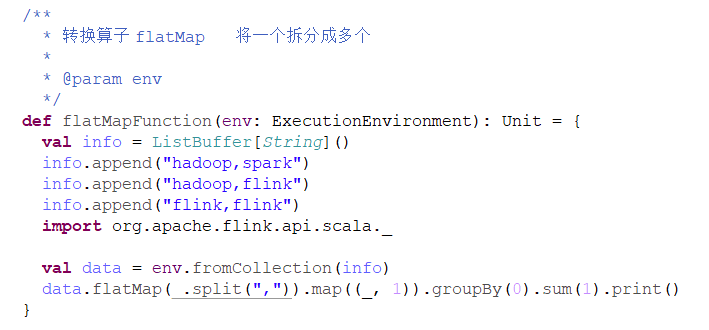 /**
 * 转换算子 flatMap    将一个拆分成多个
 *
 * @param env
 */
def flatMapFunction(env: ExecutionEnvironment): Unit = {
  val info = ListBuffer[String]()
  info.append("hadoop,spark")
  info.append("hadoop,flink")
  info.append("flink,flink")
  import org.apache.flink.api.scala._

  val data = env.fromCollection(info)
  data.flatMap(_.split(",")).map((_, 1)).groupBy(0).sum(1).print()
}